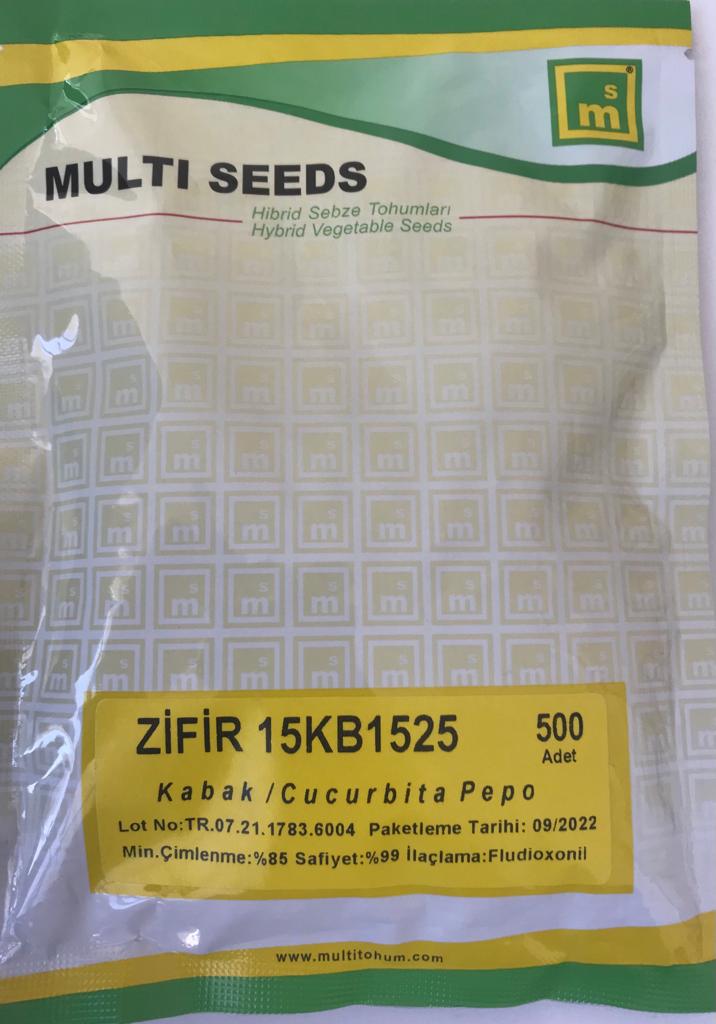 s
m®
MULTI SEEDS
Hibrid Sebze Tohumları
Hybrid Vegetable Seeds
ZİFİR 15KB1525
500
Adet
Kabak / Cucurbita Pepo
Lot No:TR.07.21.1783.6004 Paketleme Tarihi: 09/2022
Min.Çimlenme:%85 Safiyet:%99 İlaçlama:Fludioxonil
www.multitohum.com